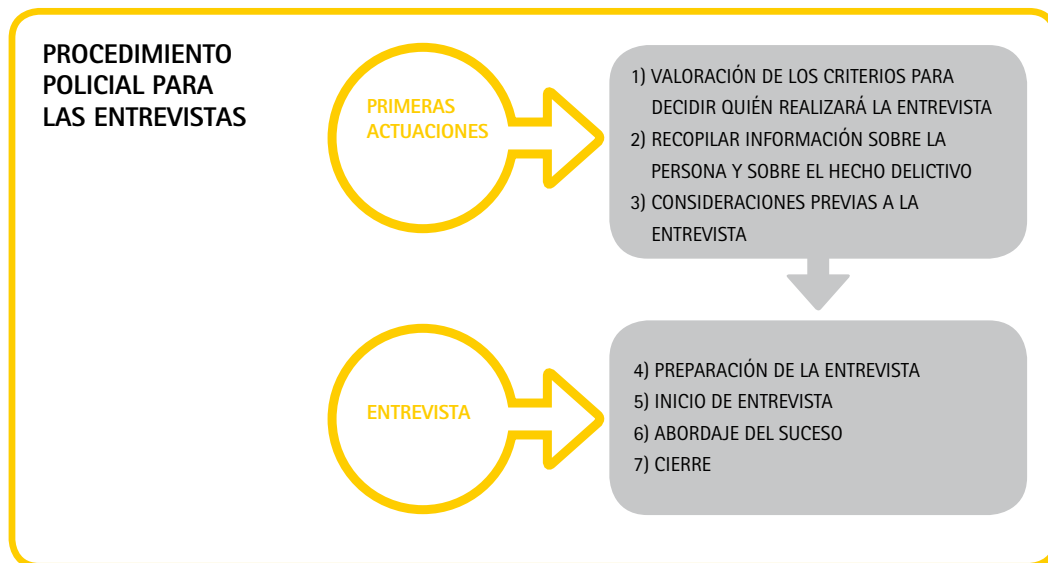 PROCEDIMIENTO
POLICIAL PARA
LAS ENTREVISTAS
PRIMERAS
ACTUACIONES
1) VALORACIÓN DE LOS CRITERIOS PARA
DECIDIR QUIÉN REALIZARÁ LA ENTREVISTA
2) RECOPILAR INFORMACIÓN SOBRE LA
PERSONA Y SOBRE EL HECHO DELICTIVO
3) CONSIDERACIONES PREVIAS A LA
ENTREVISTA
ENTREVISTA
4) PREPARACIÓN DE LA ENTREVISTA
5) INICIO DE ENTREVISTA
6) ABORDAJE DEL SUCESO
7) CIERRE